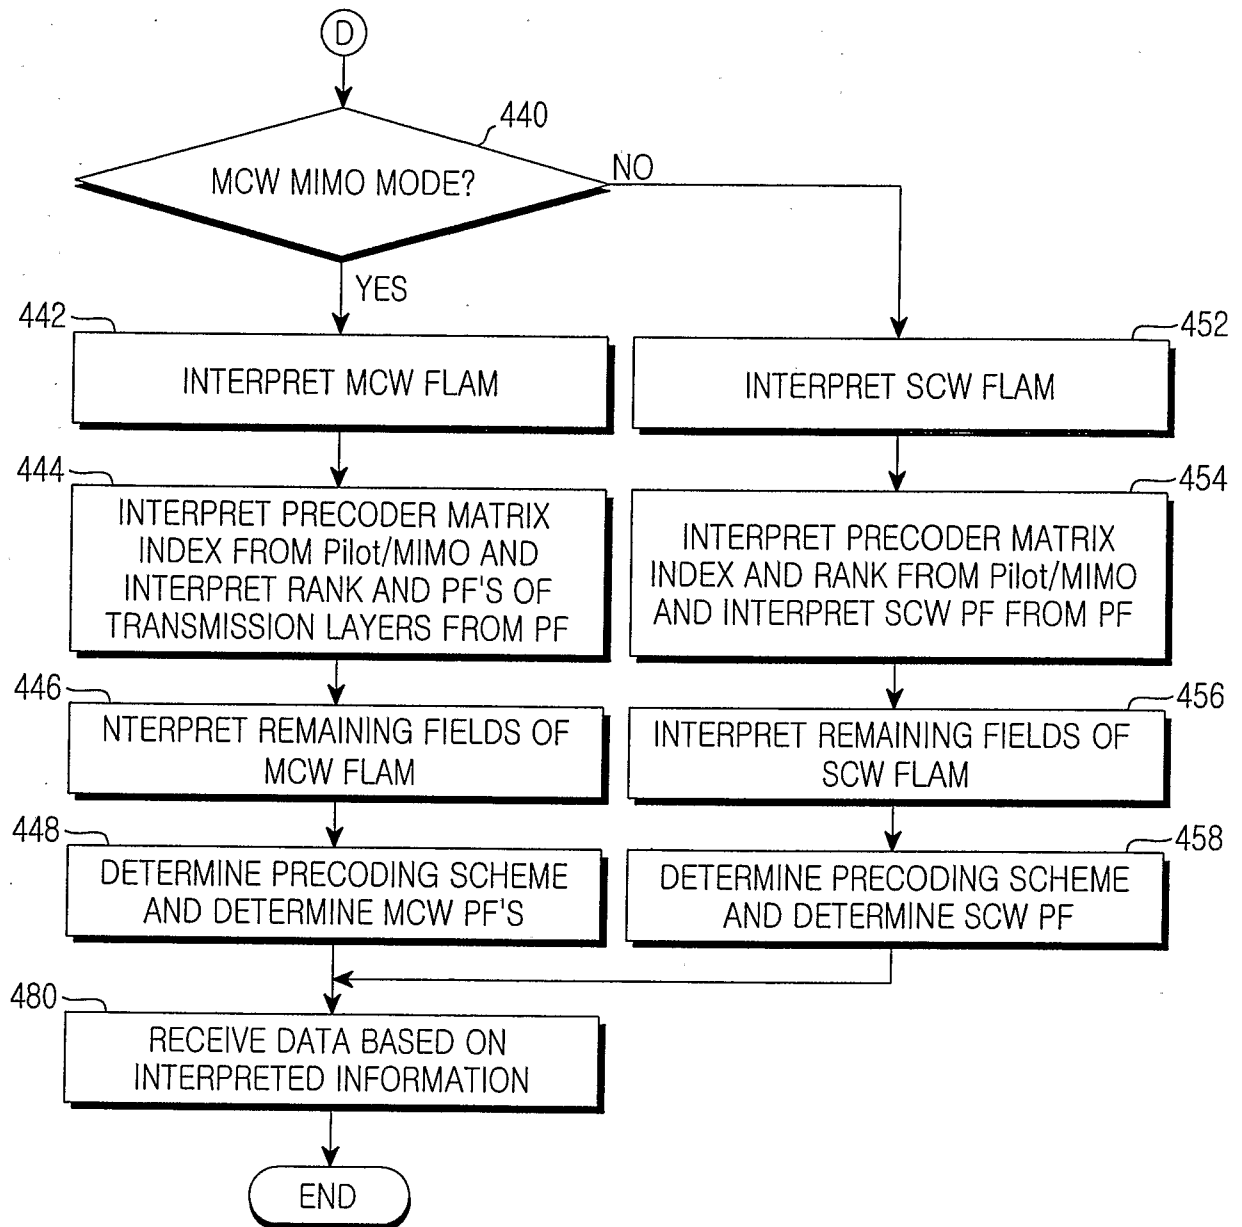 D
440
MCW MIMO MODE?
NO
YES
442
INTERPRET MCW FLAM
452
INTERPRET SCW FLAM
444
INTERPRET PRECODER MATRIX
INDEX FROM Pilot/MIMO AND
INTERPRET RANK AND PF'S OF
TRANSMISSION LAYERS FROM PF
454
INTERPRET PRECODER MATRIX
INDEX AND RANK FROM Pilot/MIMO
AND INTERPRET SCW PF FROM PF
446
NTERPRET REMAINING FIELDS OF
MCW FLAM
456
INTERPRET REMAINING FIELDS OF
SCW FLAM
448
DETERMINE PRECODING SCHEME
AND DETERMINE MCW PF'S
458
DETERMINE PRECODING SCHEME
AND DETERMINE SCW PF
480
RECEIVE DATA BASED ON
INTERPRETED INFORMATION
END